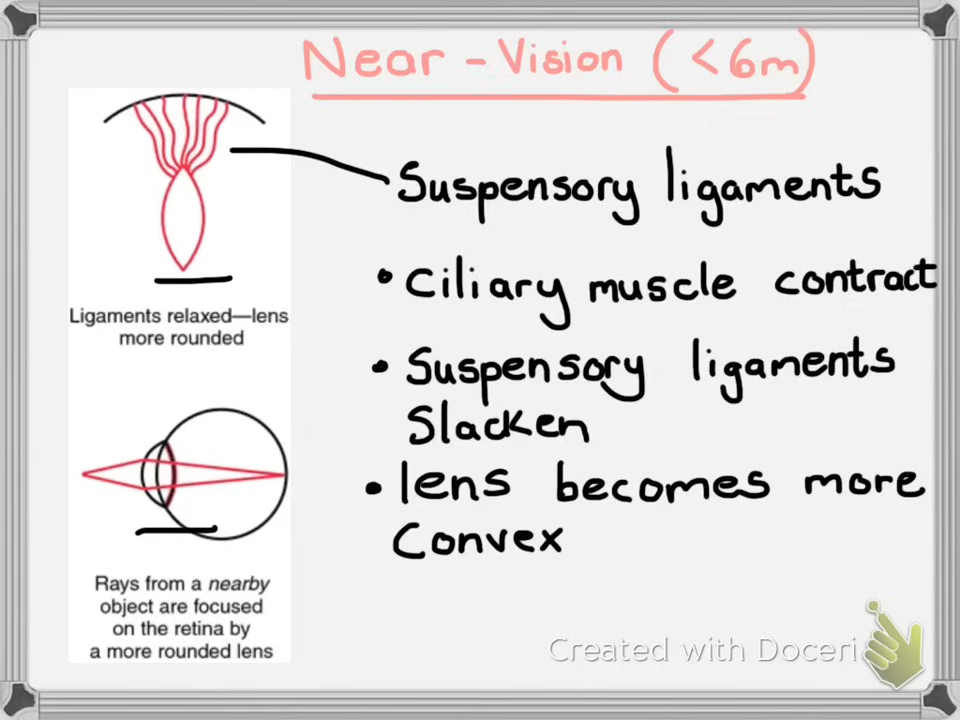 Near - Vision (<6m)
Suspensory ligaments
• Ciliary muscle contract
Ligaments relaxed—lens
more rounded
• Suspensory ligaments
Slacken
• lens becomes more
Convex
Rays from a nearby
object are focused
on the retina by
a more rounded lens
Created with Doceri